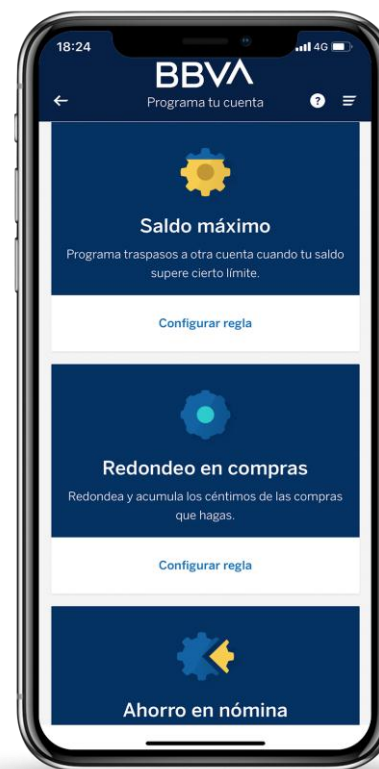 18:24
4G
BBVA
Programa tu cuenta
?
Saldo máximo
Programa traspasos a otra cuenta cuando tu saldo
supere cierto límite.
Configurar regla
Redondeo en compras
Redondea y acumula los céntimos de las compras
que hagas.
Configurar regla
Ahorro en nómina